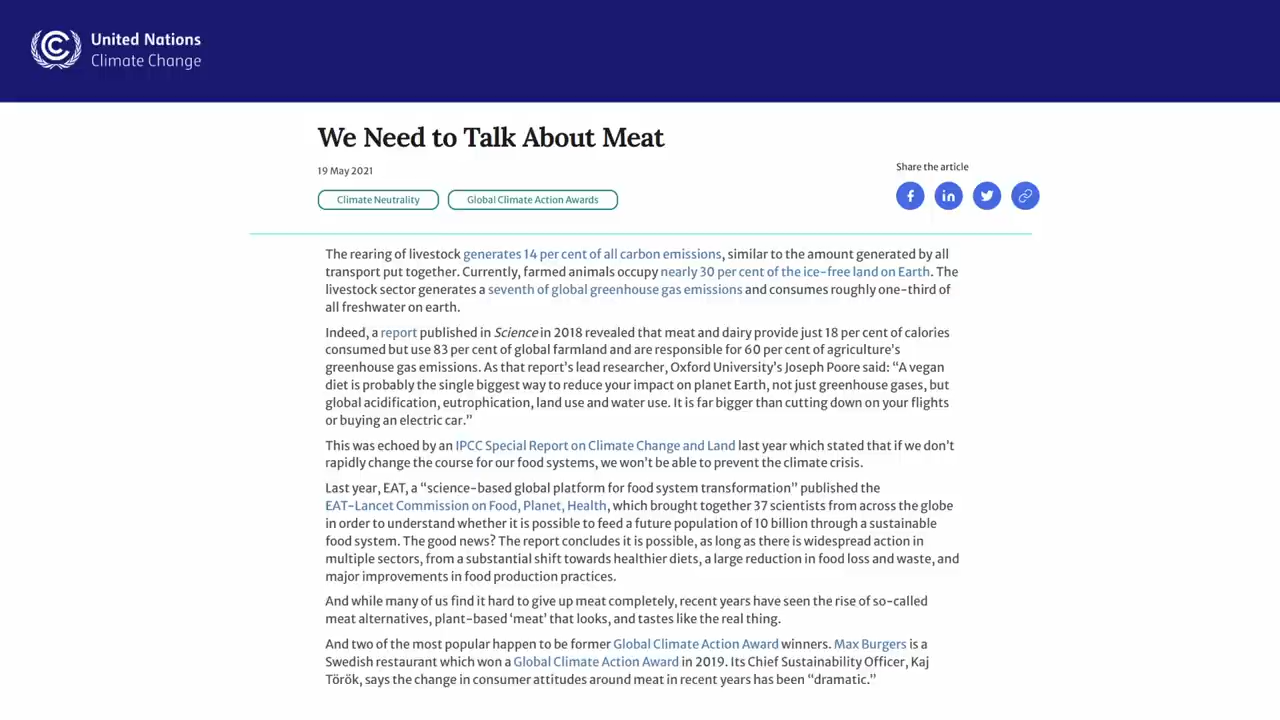 United Nations
Climate Change
We Need to Talk About Meat
19 May 2021
Share the article
Climate Neutrality
Global Climate Action Awards
The rearing of livestock generates 14 per cent of all carbon emissions, similar to the amount generated by all
transport put together. Currently, farmed animals occupy nearly 30 per cent of the ice-free land on Earth. The
livestock sector generates a seventh of global greenhouse gas emissions and consumes roughly one-third of
all freshwater on earth.
Indeed, a report published in Science in 2018 revealed that meat and dairy provide just 18 per cent of calories
consumed but use 83 per cent of global farmland and are responsible for 60 per cent of agriculture's
greenhouse gas emissions. As that report's lead researcher, Oxford University's Joseph Poore said: “A vegan
diet is probably the single biggest way to reduce your impact on planet Earth, not just greenhouse gases, but
global acidification, eutrophication, land use and water use. It is far bigger than cutting down on your flights
or buying an electric car.”
This was echoed by an IPCC Special Report on Climate Change and Land last year which stated that if we don’t
rapidly change the course for our food systems, we won’t be able to prevent the climate crisis.
Last year, EAT, a “science-based global platform for food system transformation” published the
EAT-Lancet Commission on Food, Planet, Health, which brought together 37 scientists from across the globe
in order to understand whether it is possible to feed a future population of 10 billion through a sustainable
food system. The good news? The report concludes it is possible, as long as there is widespread action in
multiple sectors, from a substantial shift towards healthier diets, a large reduction in food loss and waste, and
major improvements in food production practices.
And while many of us find it hard to give up meat completely, recent years have seen the rise of so-called
meat alternatives, plant-based ‘meat’ that looks, and tastes like the real thing.
And two of the most popular happen to be former Global Climate Action Award winners. Max Burgers is a
Swedish restaurant which won a Global Climate Action Award in 2019. Its Chief Sustainability Officer, Kaj
Török, says the change in consumer attitudes around meat in recent years has been “dramatic.”